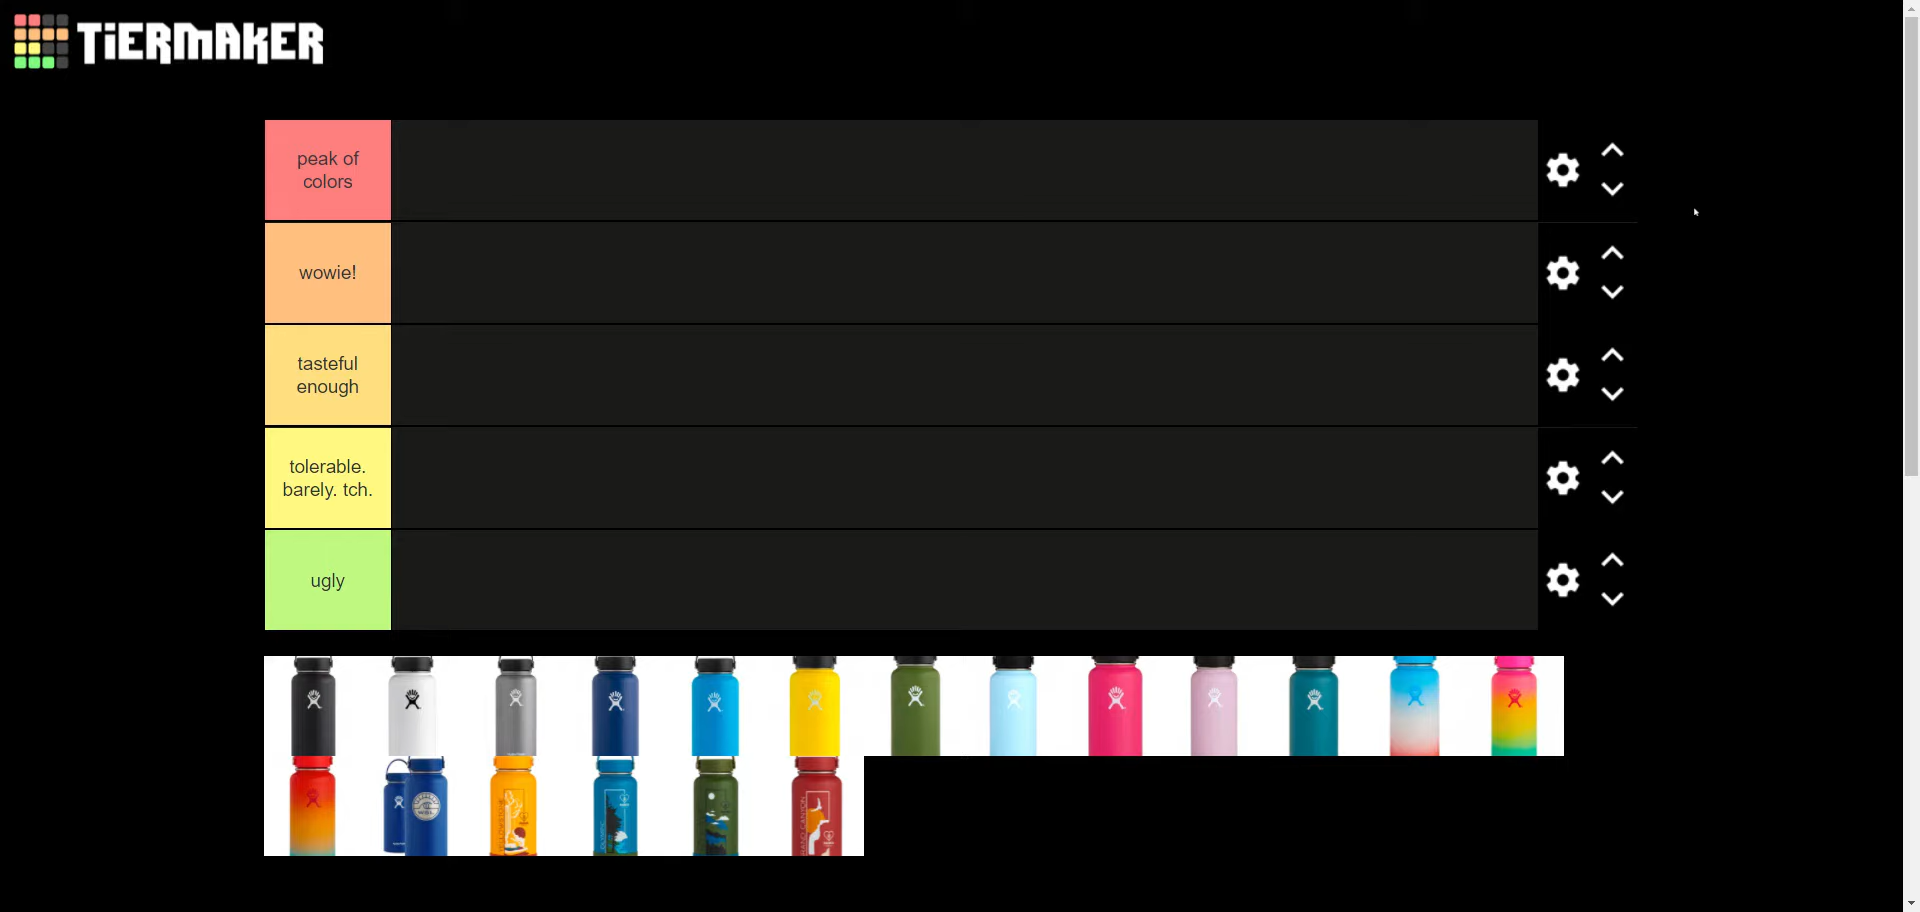 TIERMAKER
peak of
colors
wowie!
tasteful
enough
tolerable.
barely. tch.
ugly